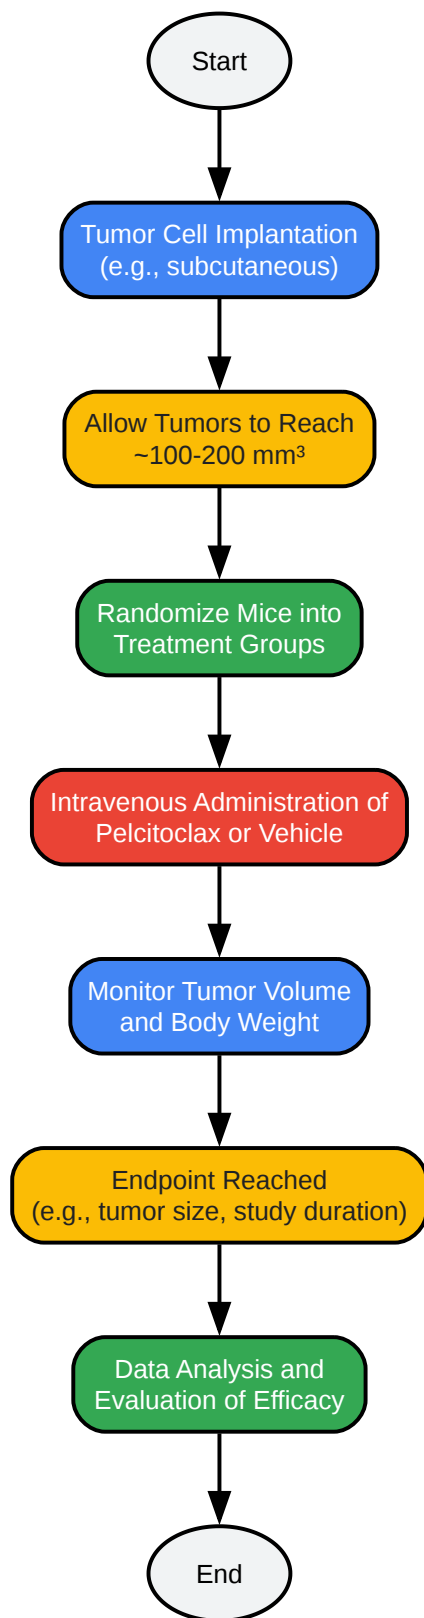 Start
Tumor Cell Implantation
(e.g., subcutaneous)
Allow Tumors to Reach
~100-200 mm³
Randomize Mice into
Treatment Groups
Intravenous Administration of
Pelcitoclax or Vehicle
Monitor Tumor Volume
and Body Weight
Endpoint Reached
(e.g., tumor size, study duration)
Data Analysis and
Evaluation of Efficacy
End